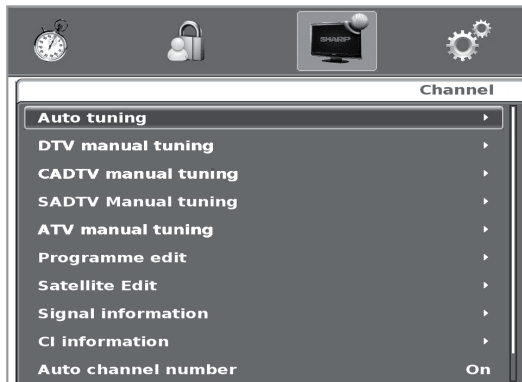 SHARP
Channel
Auto tuning
DTV manual tuning
CADTV manual tuning
SADTV Manual tuning
ATV manual tuning
Programme edit
Satellite Edit
Signal information
CI information
Auto channel number On